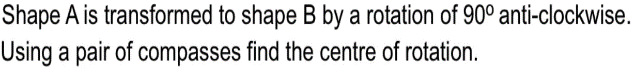 Shape A is transformed to shape B by a rotation of 90º anti-clockwise.
Using a pair of compasses find the centre of rotation.